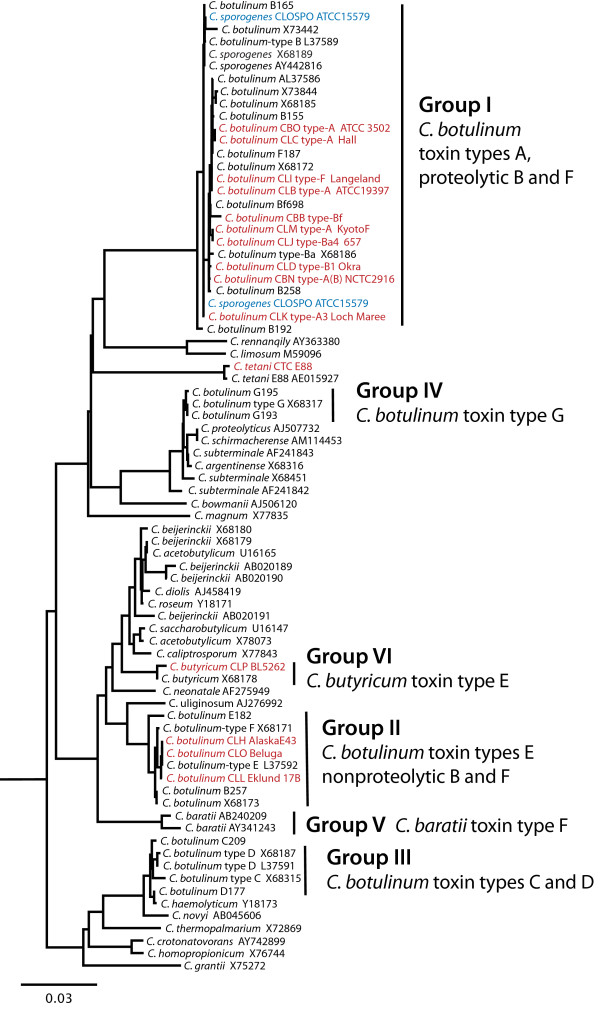 C. botulinum B165
C. sporogenes CLOSPO ATCC15579
C. botulinum X73442
C. botulinum-type B L37589
C. sporogenes X68189
C. sporogenes AY442816
C. botulinum AL37586
C. botulinum X73844
C. botulinum X68185
C. botulinum B155
C. botulinum CBO type-A ATCC 3502
C. botulinum CLC type-A Hall
C. botulinum F187
C. botulinum X68172
C. botulinum CLI type-F Langeland
C. botulinum CLB type-A ATCC19397
C. botulinum Bf698
C. botulinum CBB type-Bf
C. botulinum CLM type-A KyotoF
C. botulinum CLJ type-Ba4 657
C. botulinum type-Ba X68186
C. botulinum CLD type-B1 Okra
C. botulinum CBN type-A(B) NCTC2916
C. botulinum B258
C. sporogenes CLOSPO ATCC15579
C. botulinum CLK type-A3 Loch Maree
C. botulinum B192
Group I
C. botulinum
toxin types A,
proteolytic B and F
C. rennanqily AY363380
C. limosum M59096
C. tetani CTC E88
C. tetani E88 AE015927
C. botulinum G195
C. botulinum type G X68317
C. botulinum G193
Group IV
C. botulinum toxin type G
C. proteolyticus AJ507732
C. schirmacherense AM114453
C. subterminale AF241843
C. argentinense X68316
C. subterminale X68451
C. subterminale AF241842
C. bowmanii AJ506120
C. magnum X77835
C. beijerinckii X68180
C. beijerinckii X68179
C. acetobutylicum U16165
C. beijerinckii AB020189
C. beijerinckii AB020190
C. diolis AJ458419
C. roseum Y18171
C. beijerinckii AB020191
C. saccharobutylicum U16147
C. acetobutylicum X78073
C. caliptrosporum X77843
C. butyricum CLP BL5262
C. butyricum X68178
Group VI
C. butyricum toxin type E
C. neonatale AF275949
C. uliginosum AJ276992
C. botulinum E182
C. botulinum-type F X68171
C. botulinum CLH AlaskaE43
C. botulinum CLO Beluga
C. botulinum-type E L37592
C. botulinum CLL Eklund 17B
C. botulinum B257
C. botulinum X68173
Group II
C. botulinum toxin types E
nonproteolytic B and F
C. baratii AB240209
C. baratii AY341243
Group V C. baratii toxin type F
C. botulinum C209
C. botulinum type D X68187
C. botulinum type D L37591
C. botulinum type C X68315
C. botulinum D177
Group III
C. botulinum toxin types C and D
C. haemolyticum Y18173
C. novyi AB045606
C. thermopalmarium X72869
C. crotonatovorans AY742899
C. homopropionicum X76744
C. grantii X75272
0.03